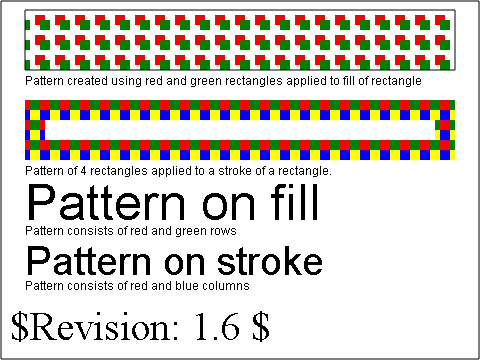 Pattern created using red and green rectangles applied to fill of rectangle
Pattern of 4 rectangles applied to a stroke of a rectangle.
Pattern on fill
Pattern consists of red and green rows
Pattern on stroke
Pattern consists of red and blue columns
$Revision: 1.6 $